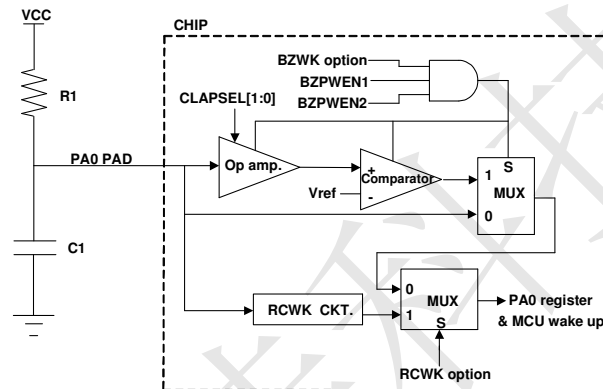 VCC
CHIP
R1
BZWK option
BZPWEN1
BZPWEN2
CLAPSEL[1:0]
PA0 PAD
Op amp.
+
Comparator
-
Vref
1
S
MUX
0
C1
RCWK CKT.
0
MUX
1
S
PA0 register
& MCU wake up
RCWK option